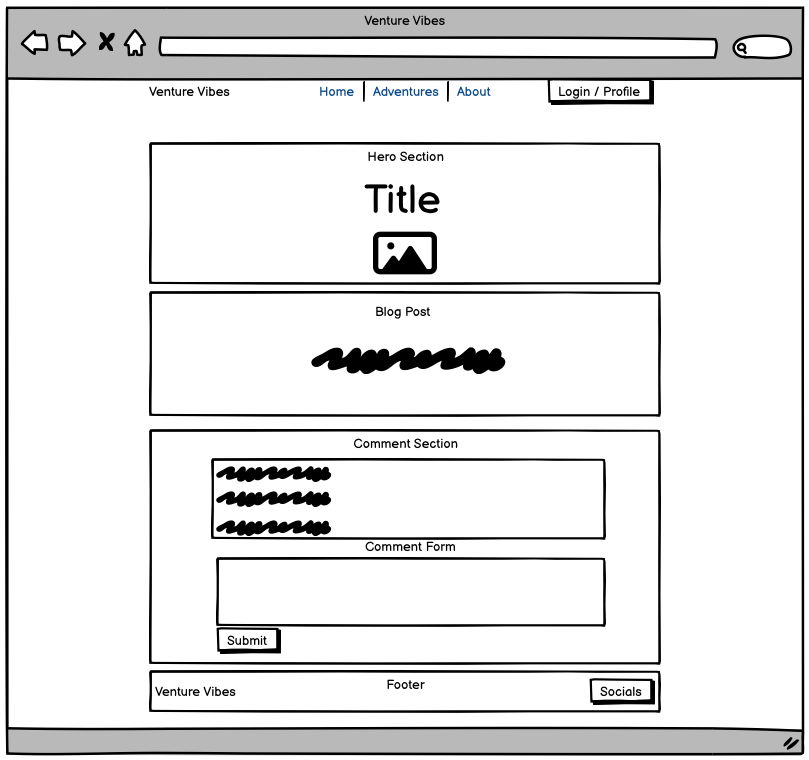 Venture Vibes
Venture Vibes Home Adventures About Login / Profile
Hero Section
Title
Blog Post
Comment Section
Comment Form
Submit
Footer
Venture Vibes Socials